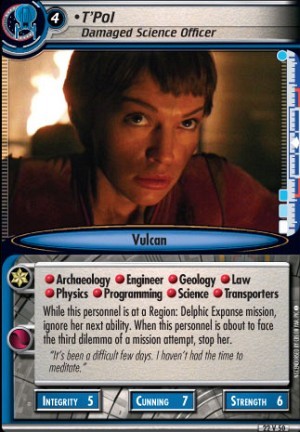 4
•T'Pol
Damaged Science Officer
Vulcan
Archaeology Engineer Geology Law
Physics Programming Science Transporters
While this personnel is at a Region: Delphic Expanse mission,
ignore her next ability. When this personnel is about to face
the third dilemma of a mission attempt, stop her.
"It's been a difficult few days. I haven't had the time to
meditate."
INTEGRITY 5 CUNNING 7 STRENGTH 6